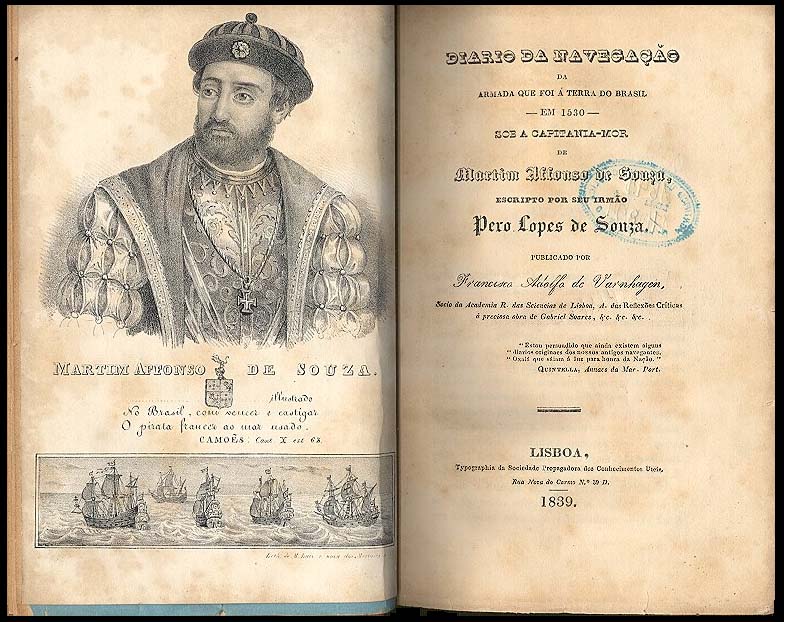 MARTIM AFFONSO DE SOUZA.
Illustrado
No Brasil, com vencer e castigar
O pirata francez ao mar usado.
CAMÕES. Cant X est 63.
DIARIO DA NAVEGAÇÃO
DA
ARMADA QUE FOI Á TERRA DO BRASIL
— EM 1530 —
SOB A CAPITANIA-MOR
DE
Martim Affonso de Souza,
ESCRIPTO POR SEU IRMÃO
Pero Lopes de Souza.
PUBLICADO POR
Francisco Adolfo de Varnhagen,
Socio da Academia R. das Sciencias de Lisboa, A. das Reflexões Criticas
á preciosa obra de Gabriel Soares, &c. &c. &c.
"Estou persuadido que ainda existem alguns
"diarios originaes dos nossos antigos navegantes.
"Oxalá que sáiam á luz para honra da Nação."
QUINTELLA, Annaes da Mar. Port.
LISBOA,
Typographia da Sociedade Propagadora dos Conhecimentos Uteis,
Rua Nova do Carmo N.º 39 D.
1839.